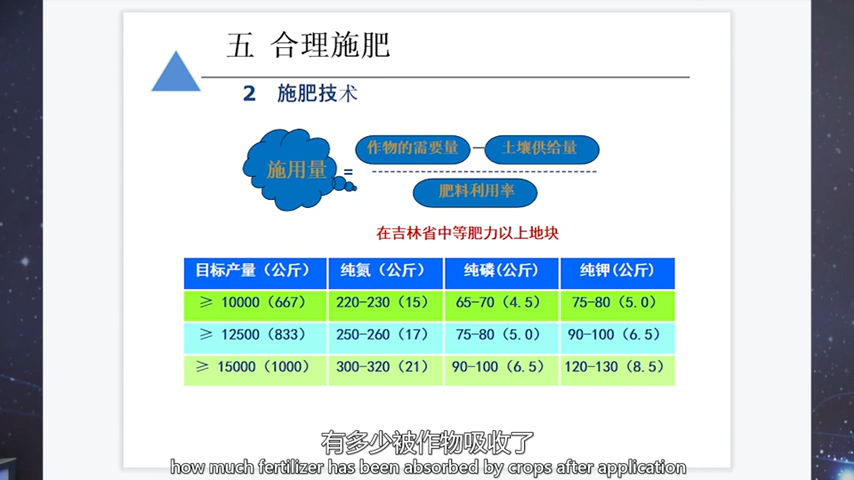 五 合理施肥
2 施肥技术
施用量 = 作物的需要量 — 土壤供给量
肥料利用率
在吉林省中等肥力以上地块
目标产量（公斤） 纯氮（公斤） 纯磷(公斤) 纯钾(公斤)
≥ 10000（667） 220-230（15） 65-70（4.5） 75-80（5.0）
≥ 12500（833） 250-260（17） 75-80（5.0） 90-100（6.5）
≥ 15000（1000） 300-320（21） 90-100（6.5） 120-130（8.5）
有多少被作物吸收了
how much fertilizer has been absorbed by crops after application